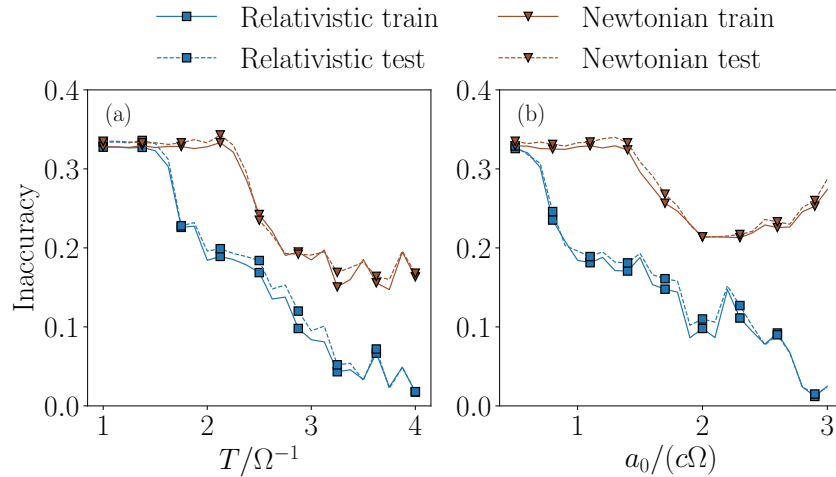 Relativistic train
Newtonian train
Relativistic test
Newtonian test
(a)
(b)
Inaccuracy
0.4
0.3
0.2
0.1
0.0
1 2 3 4
T/Ω⁻¹
0.4
0.3
0.2
0.1
0.0
1 2 3
a₀/(cΩ)